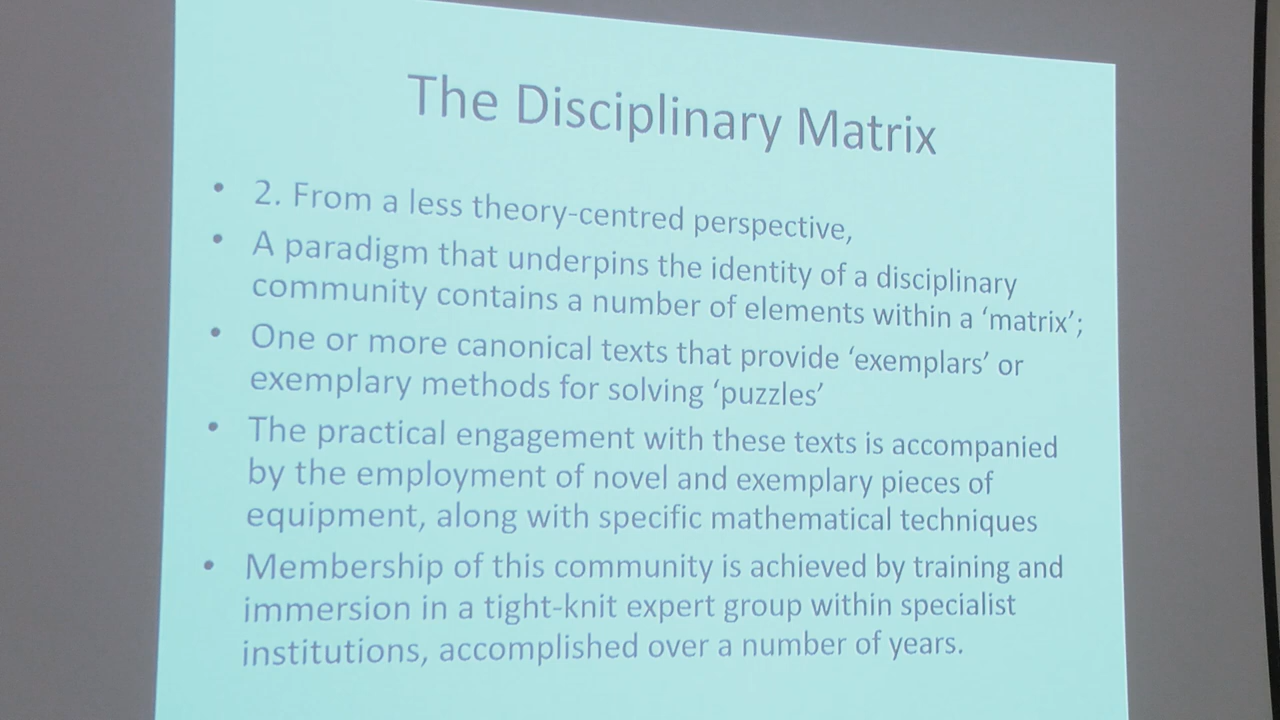 The Disciplinary Matrix
• 2. From a less theory-centred perspective,
• A paradigm that underpins the identity of a disciplinary
community contains a number of elements within a ‘matrix’;
• One or more canonical texts that provide ‘exemplars’ or
exemplary methods for solving ‘puzzles’
• The practical engagement with these texts is accompanied
by the employment of novel and exemplary pieces of
equipment, along with specific mathematical techniques
• Membership of this community is achieved by training and
immersion in a tight-knit expert group within specialist
institutions, accomplished over a number of years.